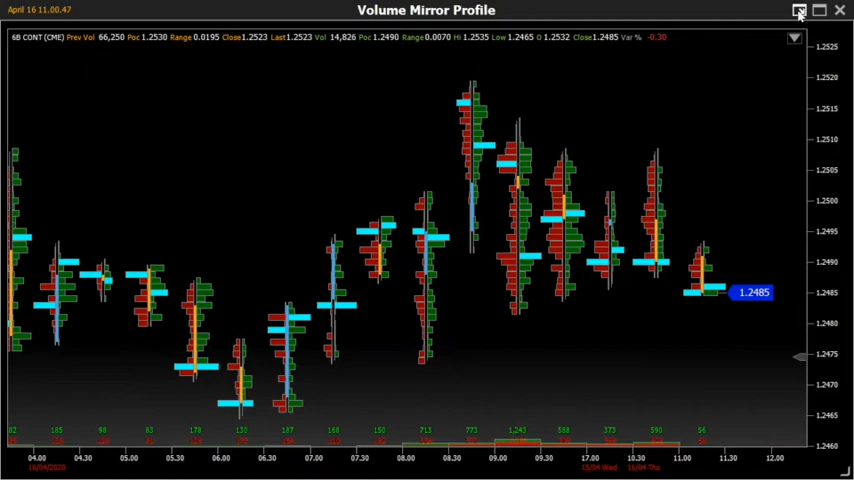 April 16 11.00.47
Volume Mirror Profile
6B CONT (CME) Prev Vol 66,250 Poc 1.2530 Range 0.0195 Close 1.2523 Last 1.2523 Vol 14,826 Poc 1.2490 Range 0.0070 Hi 1.2535 Low 1.2465 O 1.2532 Close 1.2485 Var % -0.30
1.2525
1.2520
1.2515
1.2510
1.2505
1.2500
1.2495
1.2490
1.2485
1.2485
1.2480
1.2475
1.2470
1.2465
1.2460
82 185 98 83 178 130 187 168 150 713 773 1,243 588 373 590 56
04.00 04.30 05.00 05.30 06.00 06.30 07.00 07.30 08.00 08.30 09.00 09.30 10.30 11.00 11.30 12.00
16/04/2020 15/04 Wed 16/04 Thu